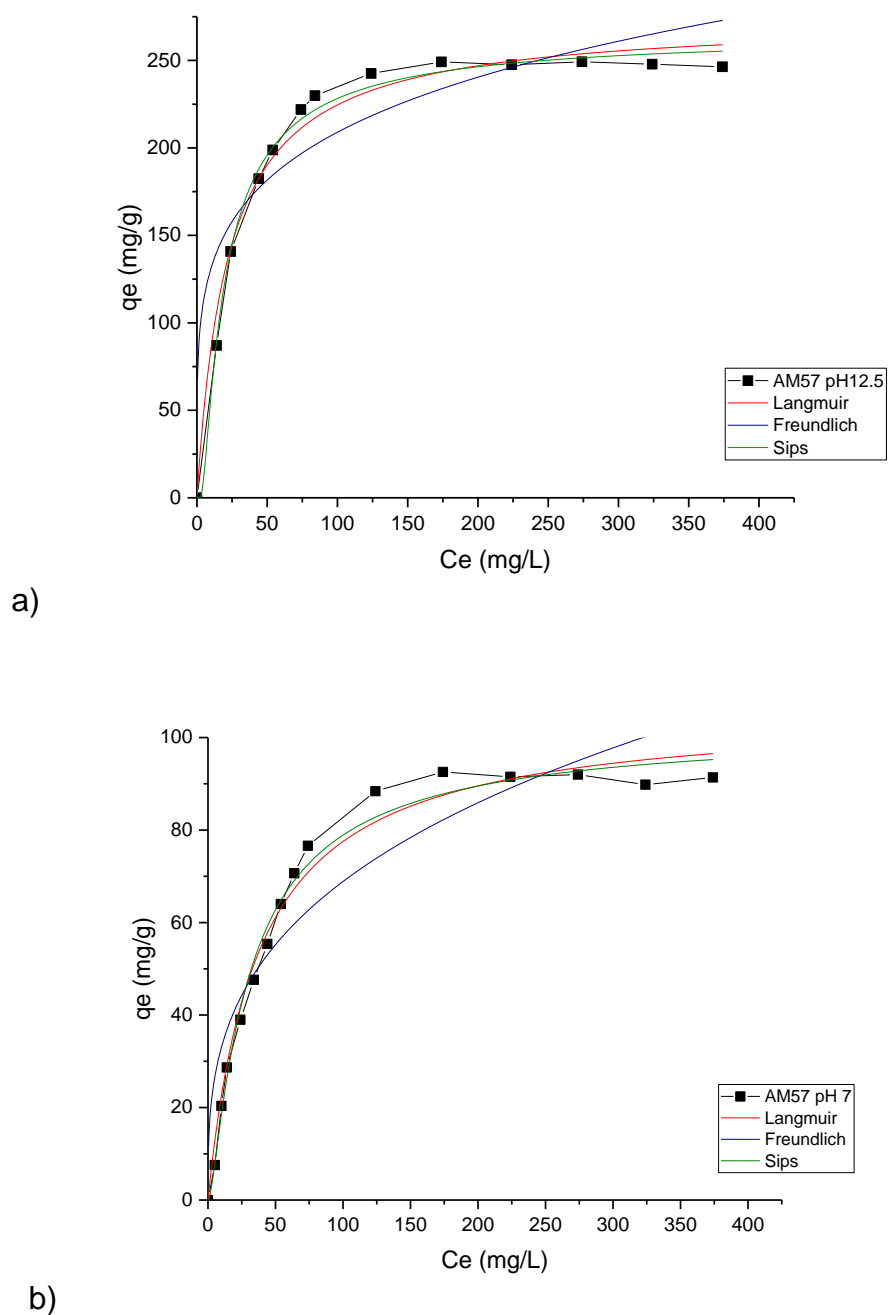 300
250
200
150
100
50
0
qe (mg/g)
AM57 pH12.5
Langmuir
Freundlich
Sips
0 50 100 150 200 250 300 350 400
Ce (mg/L)
a)
100
80
60
40
20
0
qe (mg/g)
AM57 pH 7
Langmuir
Freundlich
Sips
0 50 100 150 200 250 300 350 400
Ce (mg/L)
b)